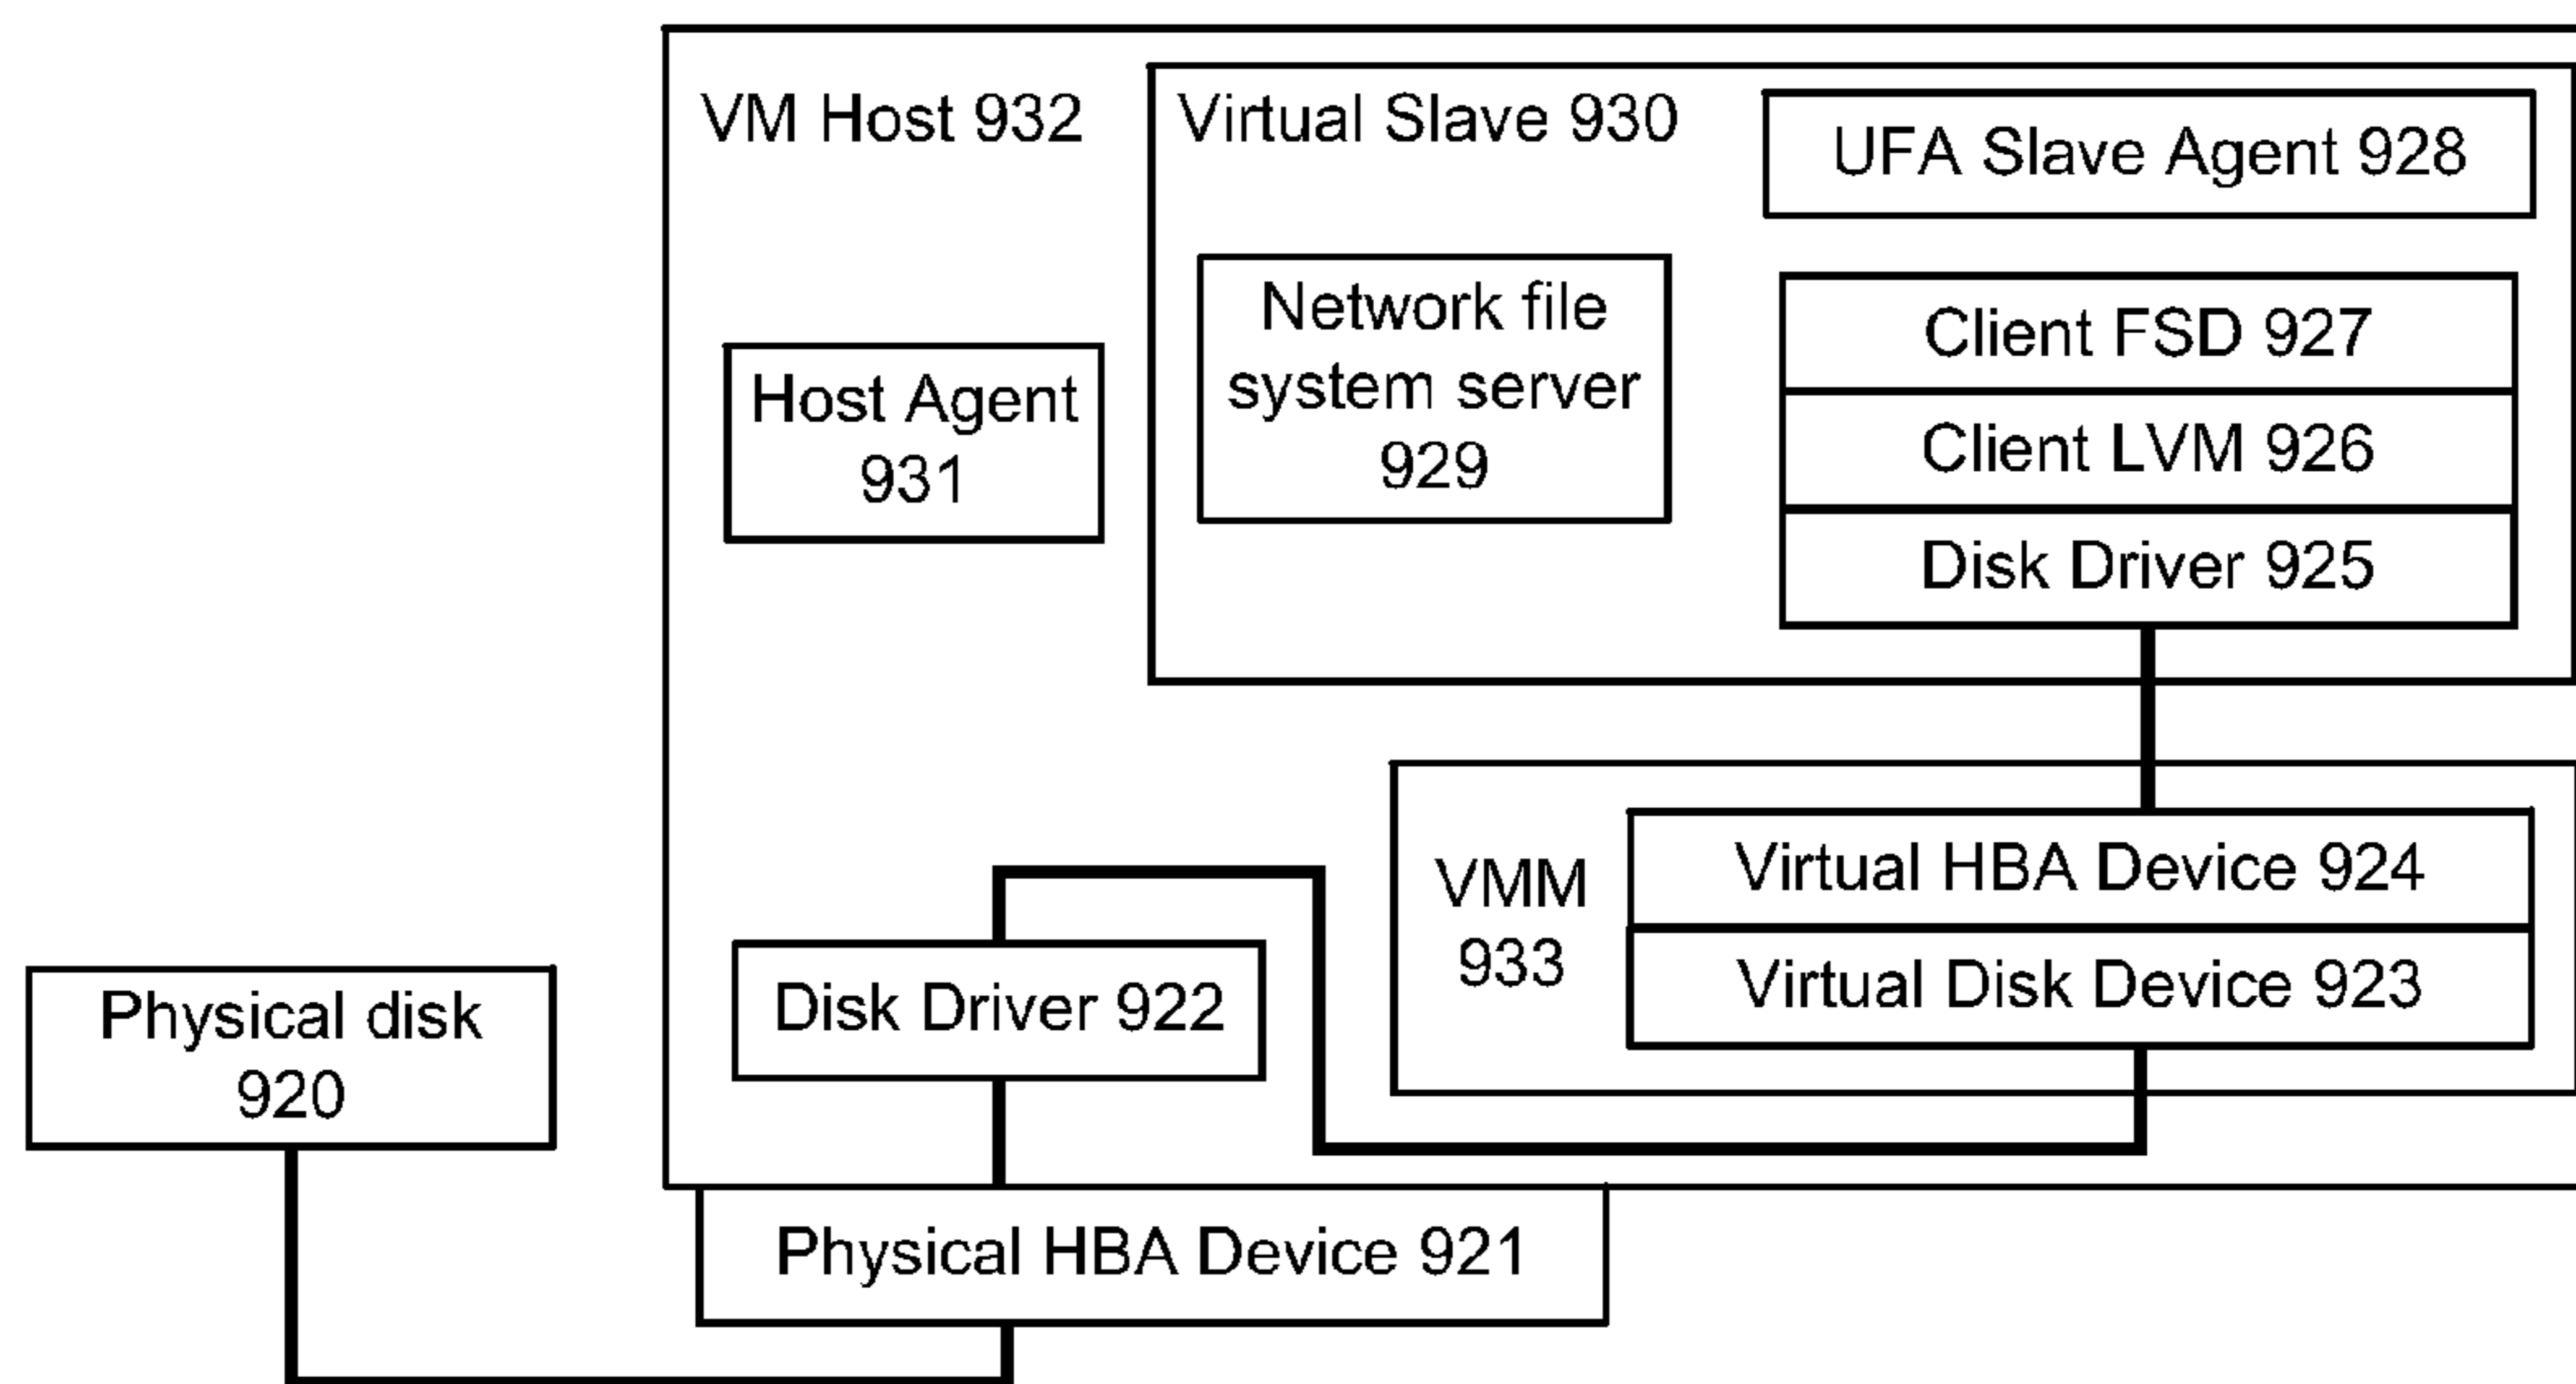 VM Host 932
Virtual Slave 930
UFA Slave Agent 928
Network file
system server
929
Host Agent
931
Client FSD 927
Client LVM 926
Disk Driver 925
VMM
933
Virtual HBA Device 924
Virtual Disk Device 923
Disk Driver 922
Physical disk
920
Physical HBA Device 921